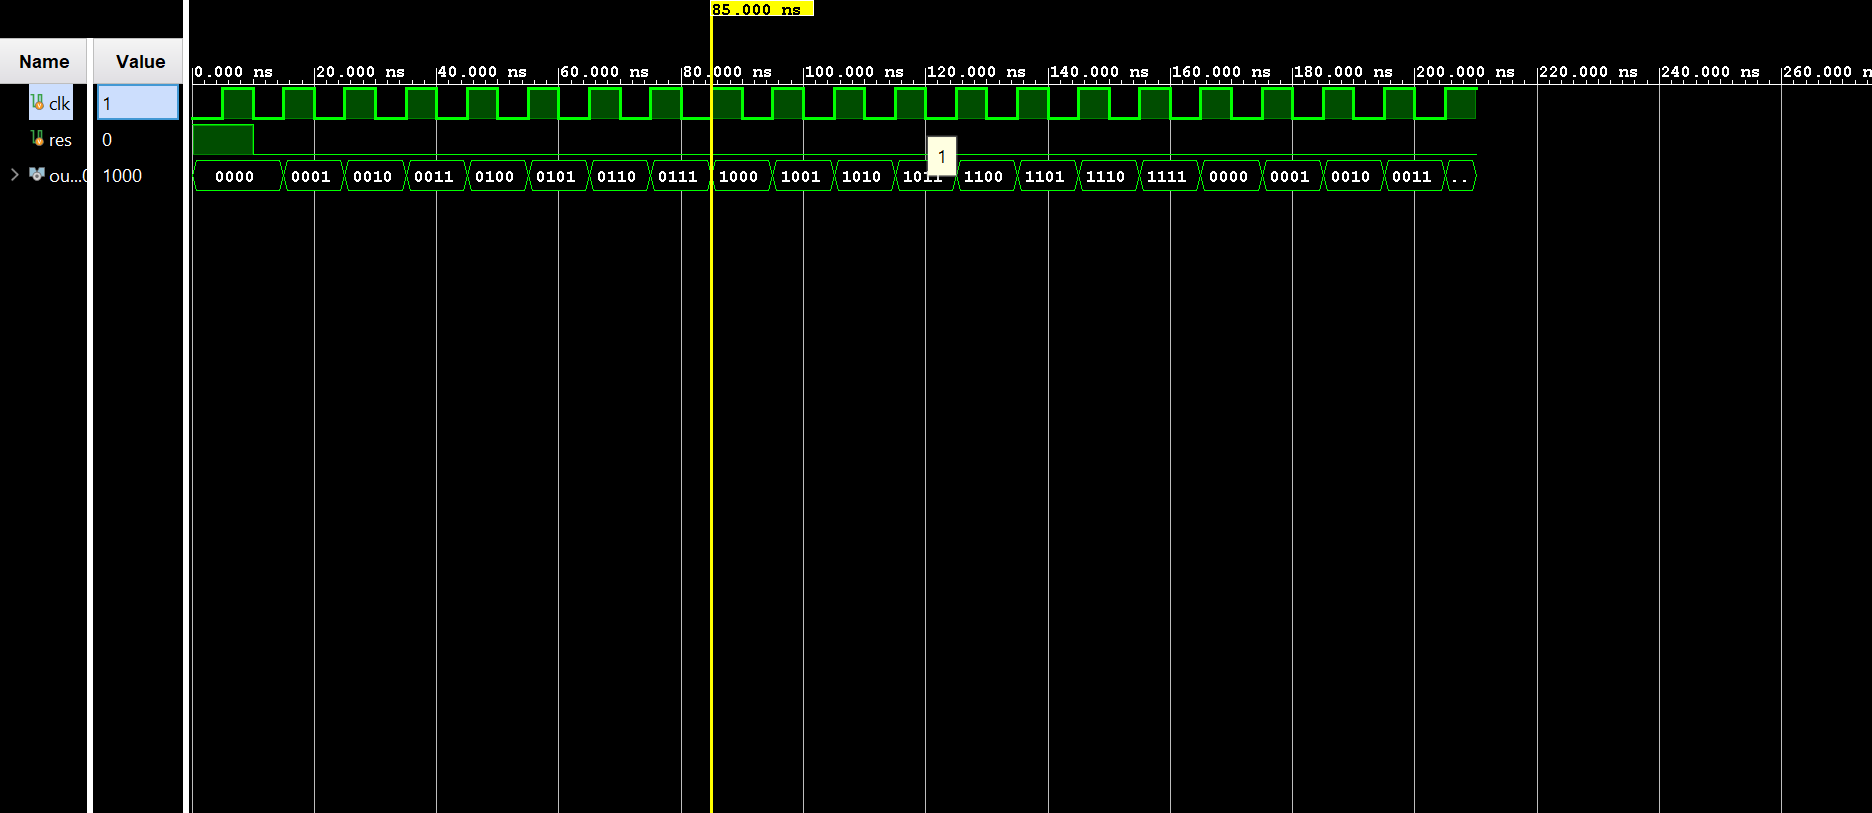 85.000 ns
Name Value
0.000 ns 20.000 ns 40.000 ns 60.000 ns 80.000 ns 100.000 ns 120.000 ns 140.000 ns 160.000 ns 180.000 ns 200.000 ns 220.000 ns 240.000 ns 260.000 n
clk 1
res 0
1
ou...0 1000 0000 0001 0010 0011 0100 0101 0110 0111 1000 1001 1010 1011 1100 1101 1110 1111 0000 0001 0010 0011 ..